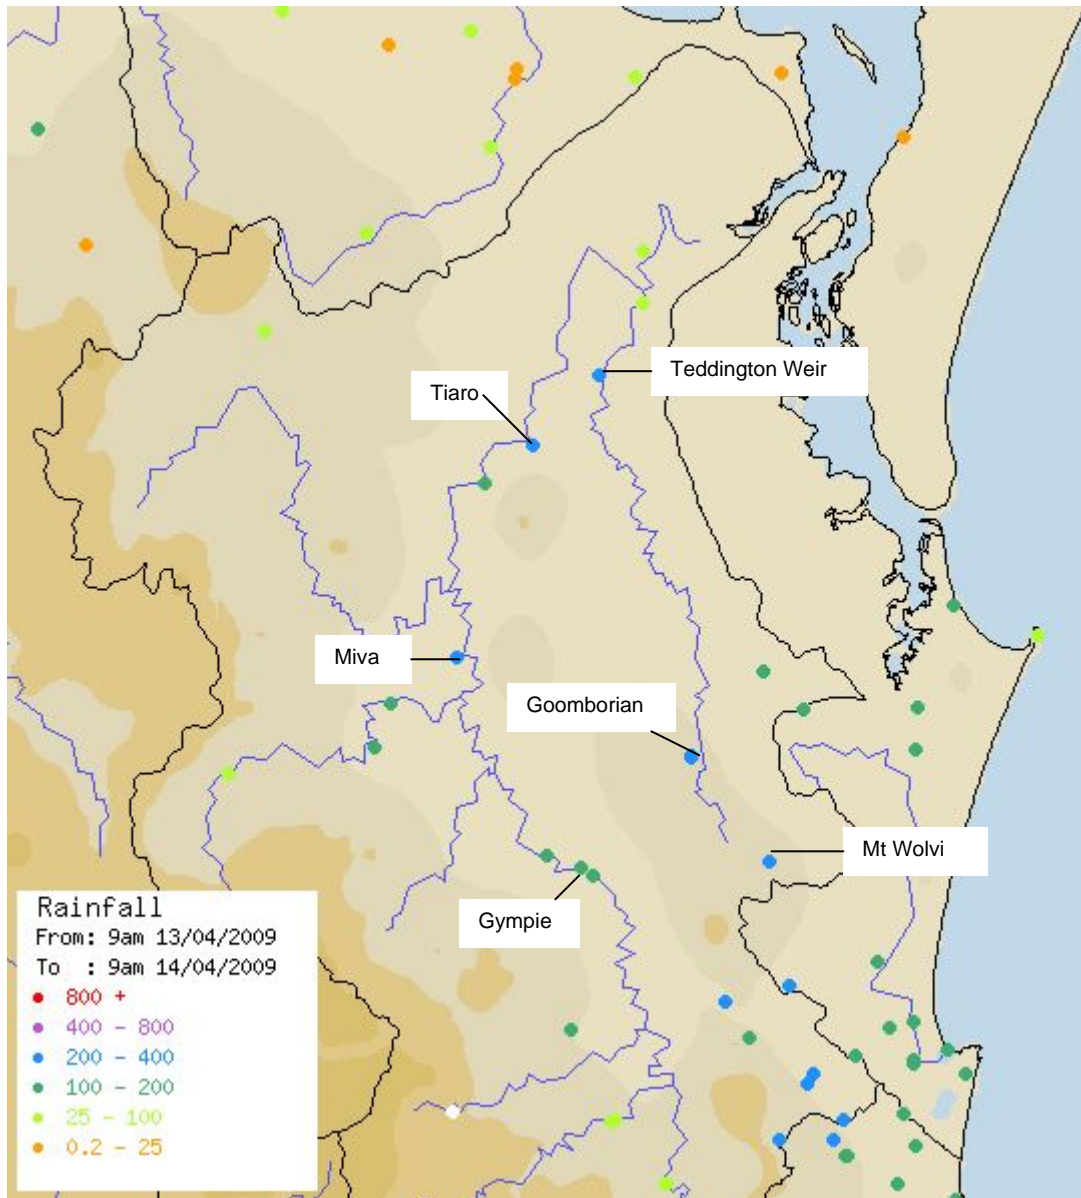 Teddington Weir
Tiaro
Miva
Goomborian
Mt Wolvi
Gympie
Rainfall
From: 9am 13/04/2009
To : 9am 14/04/2009
800 +
400 - 800
200 - 400
100 - 200
25 - 100
0.2 - 25